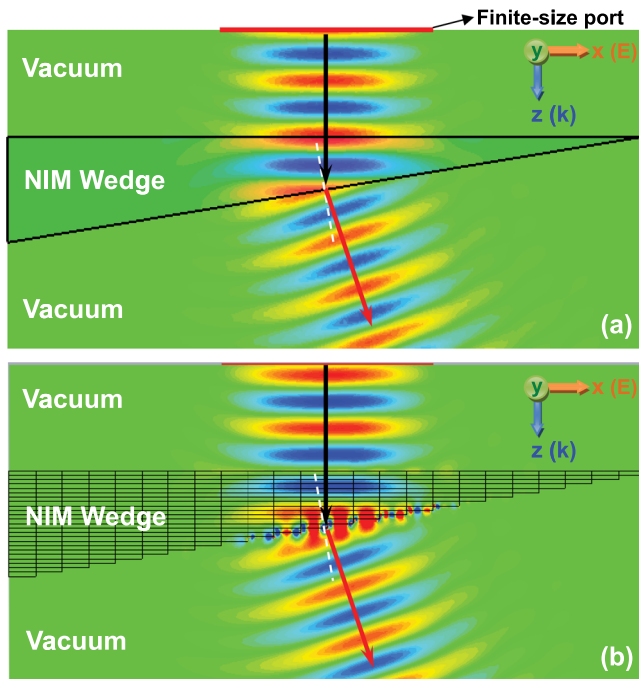 Finite-size port
Vacuum
y x (E)
z (k)
NIM Wedge
Vacuum
(a)
Vacuum
y x (E)
z (k)
NIM Wedge
Vacuum
(b)